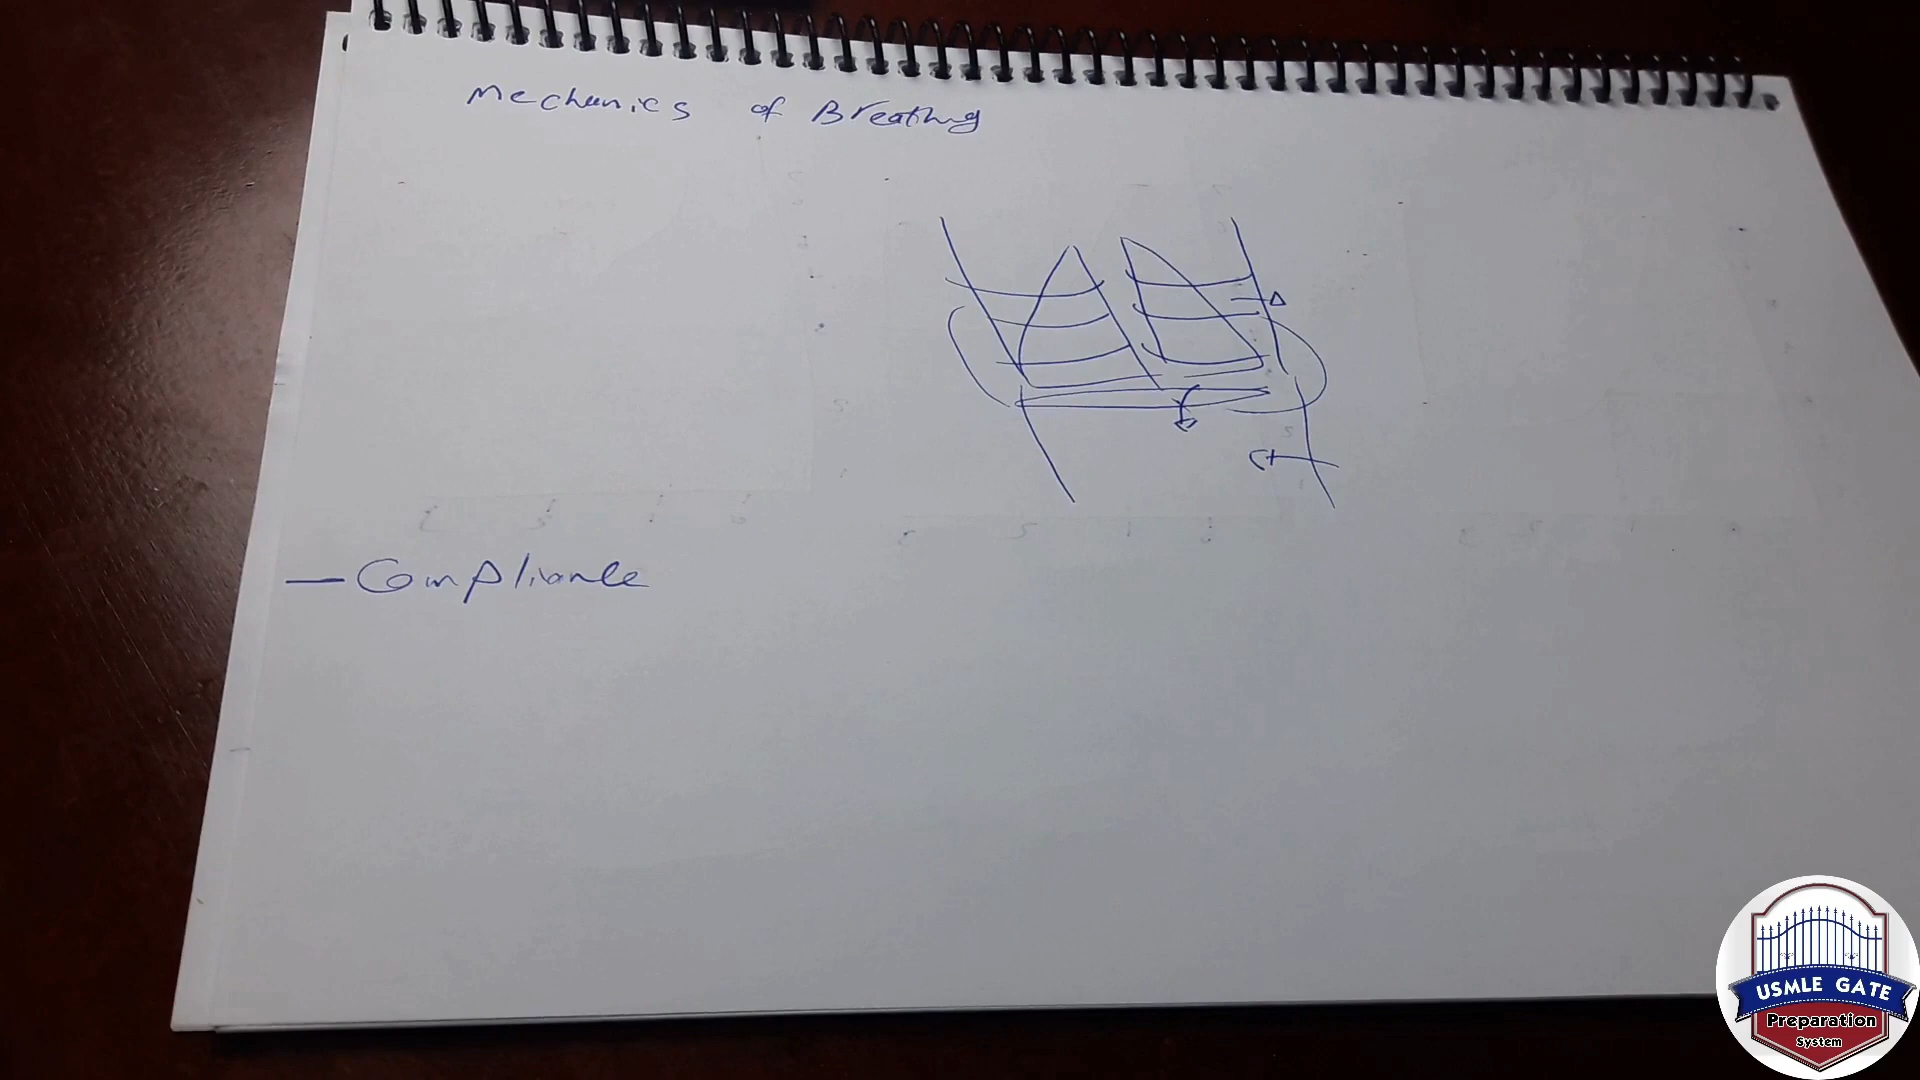 Mechanics of Breathing
— Compliance
USMLE GATE
Preparation
System